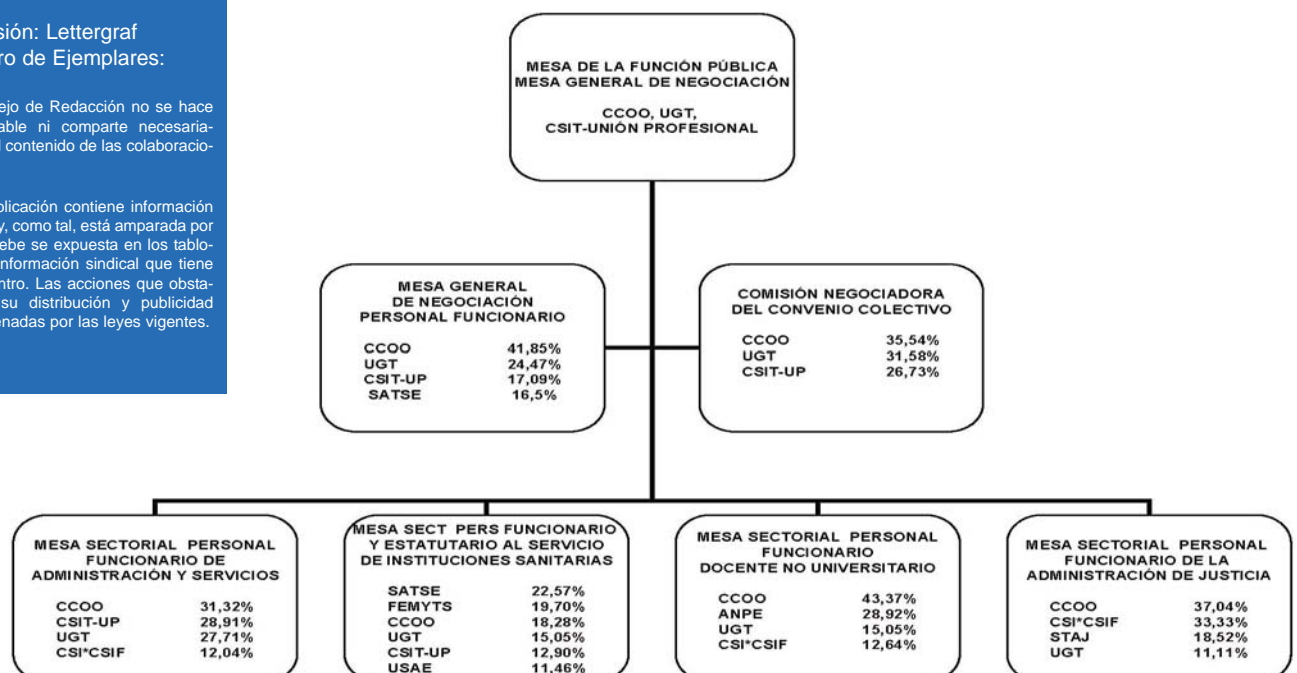 sión: Lettergraf
ro de Ejemplares:
ejo de Redacción no se hace
able ni comparte necesaria-
l contenido de las colaboracio-
blicación contiene información
y, como tal, está amparada por
ebe se expuesta en los tablo-
nformación sindical que tiene
ntro. Las acciones que obsta-
su distribución y publicidad
enadas por las leyes vigentes.
MESA DE LA FUNCIÓN PÚBLICA
MESA GENERAL DE NEGOCIACIÓN
CCOO, UGT,
CSIT-UNIÓN PROFESIONAL
MESA GENERAL
DE NEGOCIACIÓN
PERSONAL FUNCIONARIO
CCOO 41,85%
UGT 24,47%
CSIT-UP 17,09%
SATSE 16,5%
COMISIÓN NEGOCIADORA
DEL CONVENIO COLECTIVO
CCOO 35,54%
UGT 31,58%
CSIT-UP 26,73%
MESA SECTORIAL PERSONAL
FUNCIONARIO DE
ADMINISTRACIÓN Y SERVICIOS
CCOO 31,32%
CSIT-UP 28,91%
UGT 27,71%
CSI*CSIF 12,04%
MESA SECT PERS FUNCIONARIO
Y ESTATUTARIO AL SERVICIO
DE INSTITUCIONES SANITARIAS
SATSE 22,57%
FEMYTS 19,70%
CCOO 18,28%
UGT 15,05%
CSIT-UP 12,90%
USAE 11,46%
MESA SECTORIAL PERSONAL
FUNCIONARIO
DOCENTE NO UNIVERSITARIO
CCOO 43,37%
ANPE 28,92%
UGT 15,05%
CSI*CSIF 12,64%
MESA SECTORIAL PERSONAL
FUNCIONARIO DE LA
ADMINISTRACIÓN DE JUSTICIA
CCOO 37,04%
CSI*CSIF 33,33%
STAJ 18,52%
UGT 11,11%